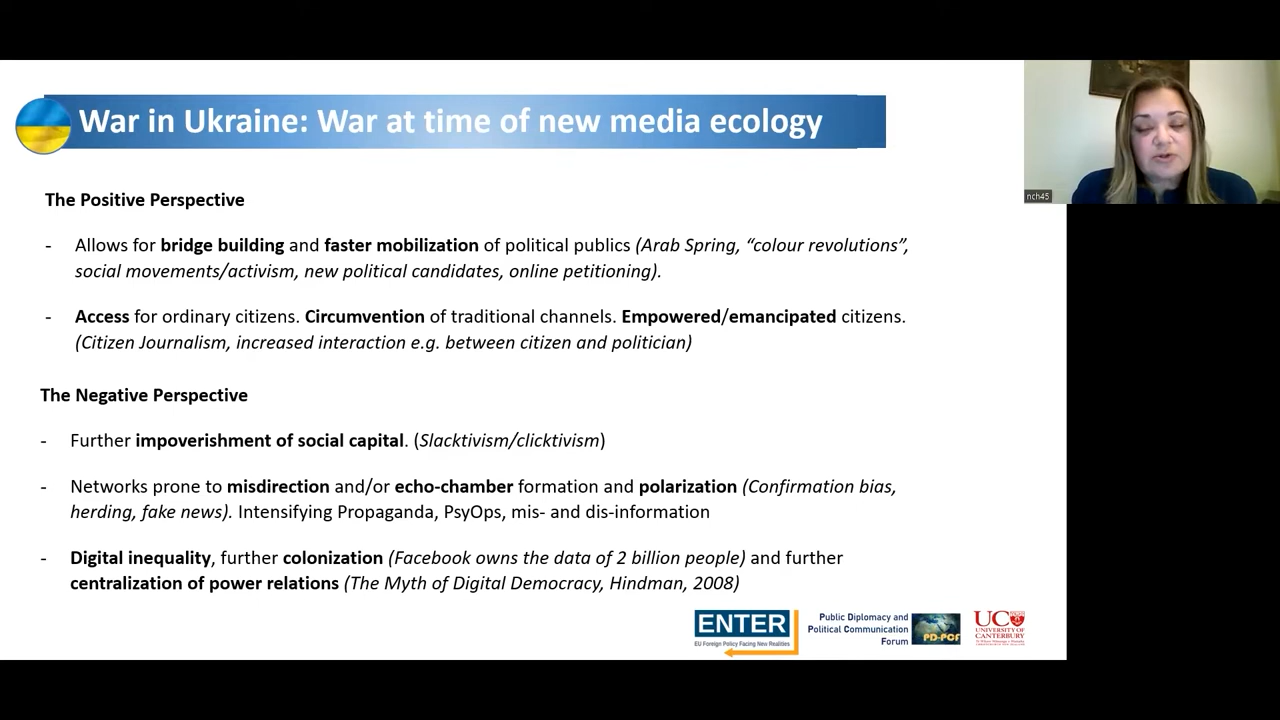 War in Ukraine: War at time of new media ecology
nch45
The Positive Perspective
- Allows for bridge building and faster mobilization of political publics (Arab Spring, “colour revolutions”,
social movements/activism, new political candidates, online petitioning).
- Access for ordinary citizens. Circumvention of traditional channels. Empowered/emancipated citizens.
(Citizen Journalism, increased interaction e.g. between citizen and politician)
The Negative Perspective
- Further impoverishment of social capital. (Slacktivism/clicktivism)
- Networks prone to misdirection and/or echo-chamber formation and polarization (Confirmation bias,
herding, fake news). Intensifying Propaganda, PsyOps, mis- and dis-information
- Digital inequality, further colonization (Facebook owns the data of 2 billion people) and further
centralization of power relations (The Myth of Digital Democracy, Hindman, 2008)
ENTER
EU Foreign Policy Facing New Realities
Public Diplomacy and
Political Communication
Forum
PD-PCF
UC
UNIVERSITY OF
CANTERBURY